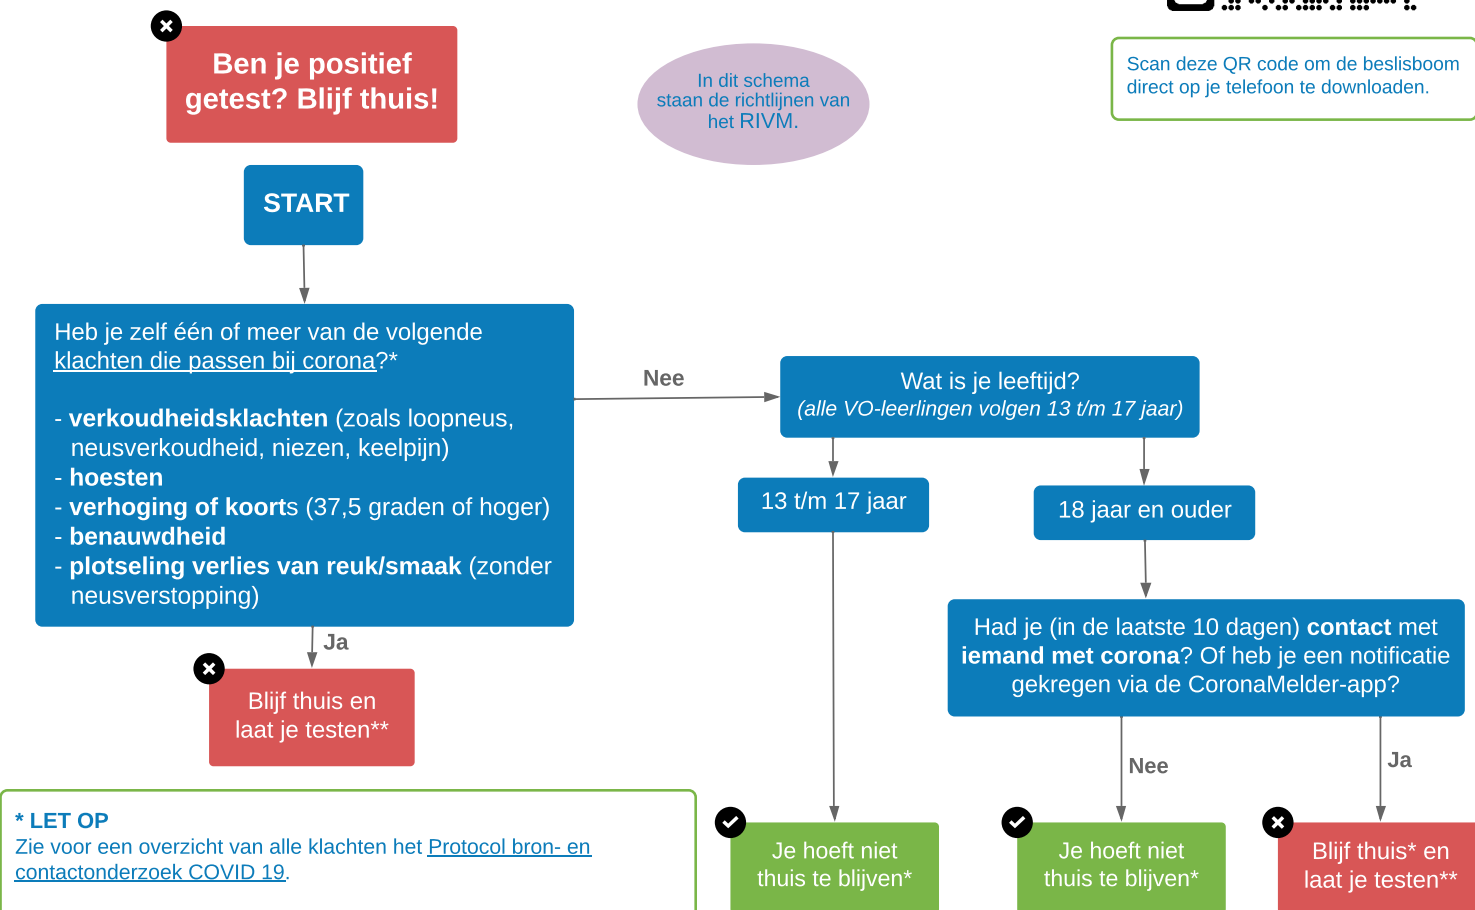 Ben je positief
getest? Blijf thuis!
In dit schema
staan de richtlijnen van
het RIVM.
Scan deze QR code om de beslisboom
direct op je telefoon te downloaden.
START
Heb je zelf één of meer van de volgende
klachten die passen bij corona?*
- verkoudheidsklachten (zoals loopneus,
neusverkoudheid, niezen, keelpijn)
- hoesten
- verhoging of koorts (37,5 graden of hoger)
- benauwdheid
- plotseling verlies van reuk/smaak (zonder
neusverstopping)
Nee
Wat is je leeftijd?
(alle VO-leerlingen volgen 13 t/m 17 jaar)
13 t/m 17 jaar
18 jaar en ouder
Had je (in de laatste 10 dagen) contact met
iemand met corona? Of heb je een notificatie
gekregen via de CoronaMelder-app?
Ja
Blijf thuis en
laat je testen**
Nee
Ja
* LET OP
Zie voor een overzicht van alle klachten het Protocol bron- en
contactonderzoek COVID 19.
Je hoeft niet
thuis te blijven*
Je hoeft niet
thuis te blijven*
Blijf thuis* en
laat je testen**